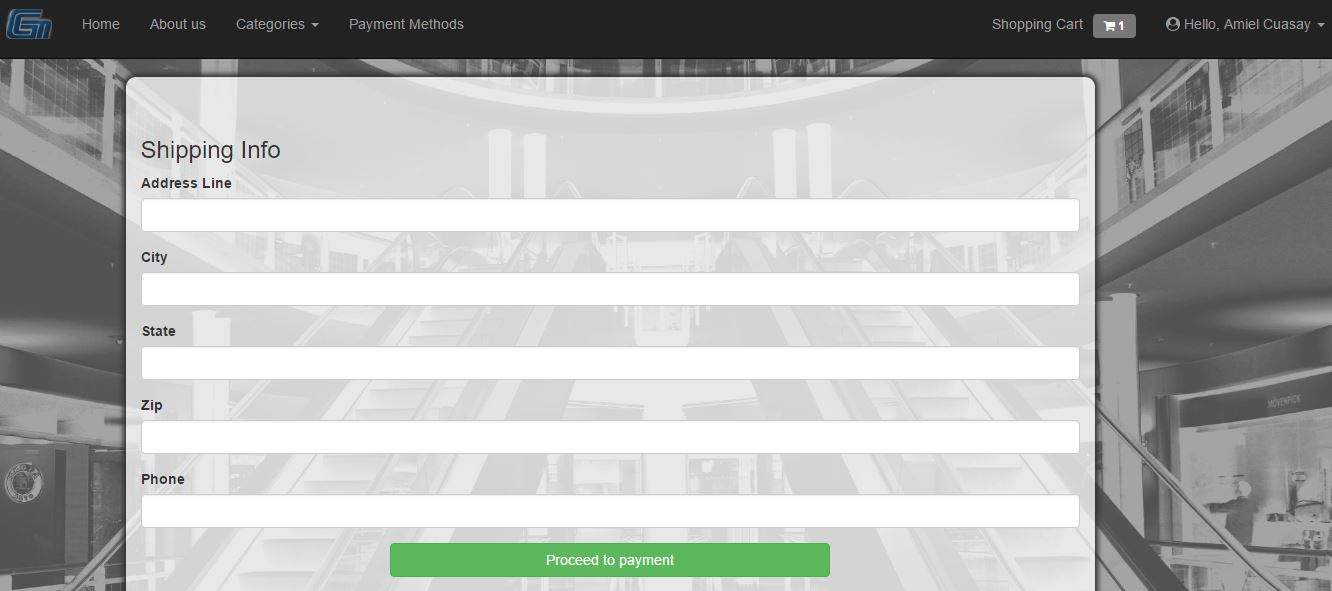 Home About us Categories Payment Methods Shopping Cart 1 Hello, Amiel Cuasay
Shipping Info
Address Line
City
State
Zip
MÖVENPICK
Phone
Proceed to payment